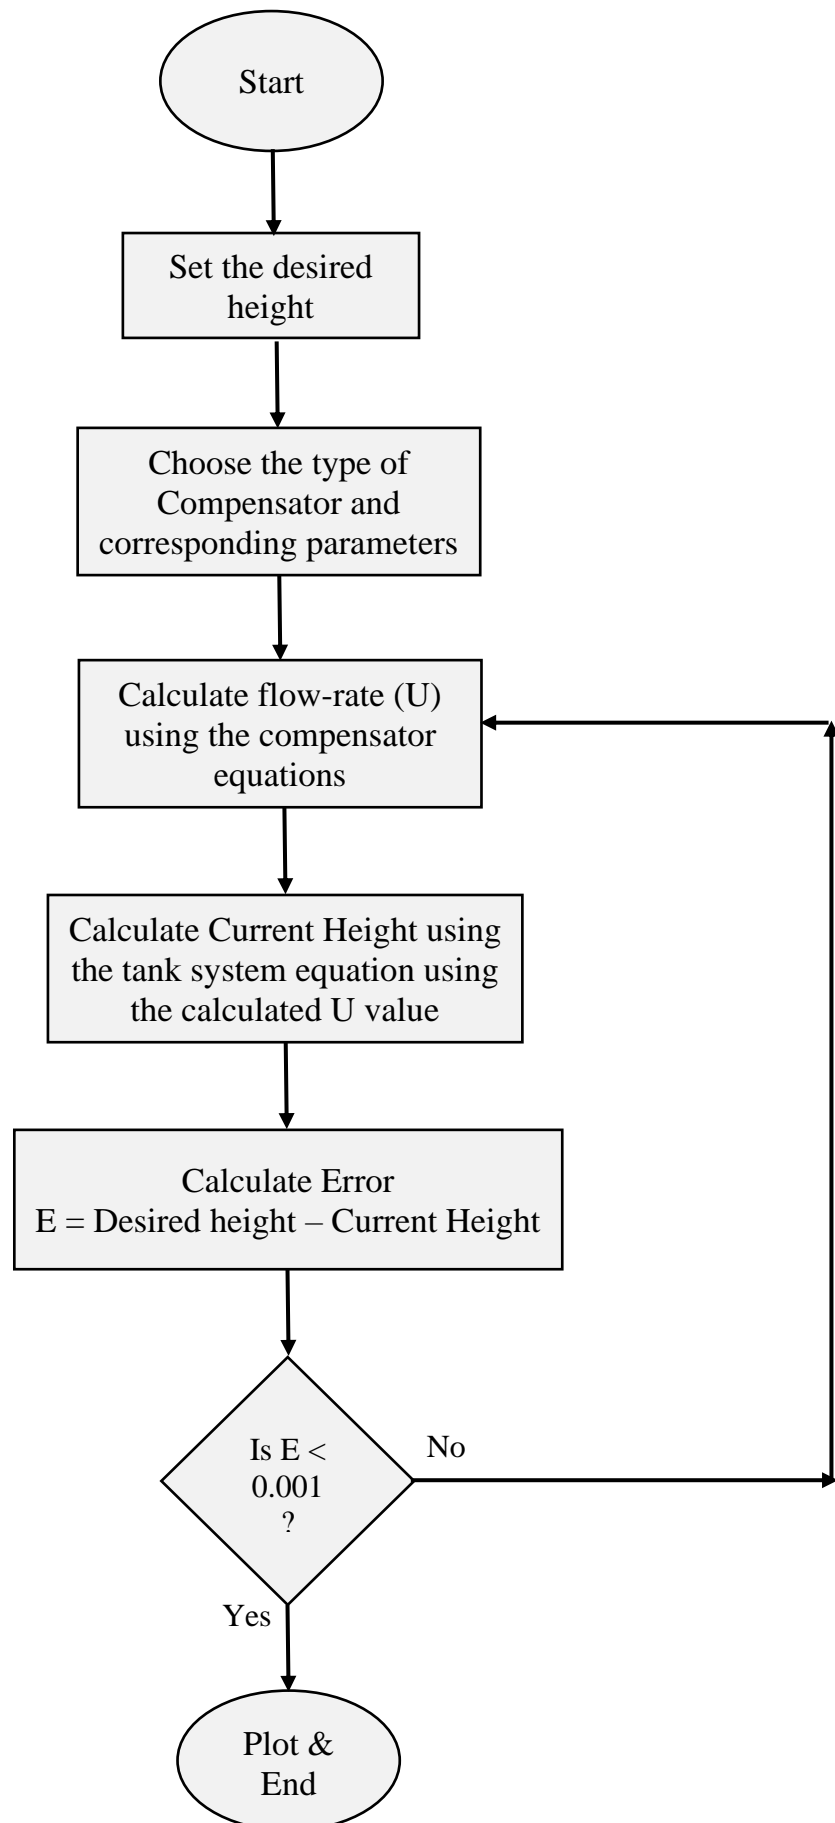 Start
Set the desired
height
Choose the type of
Compensator and
corresponding parameters
Calculate flow-rate (U)
using the compensator
equations
Calculate Current Height using
the tank system equation using
the calculated U value
Calculate Error
E = Desired height – Current Height
Is E <
0.001
?
No
Yes
Plot &
End